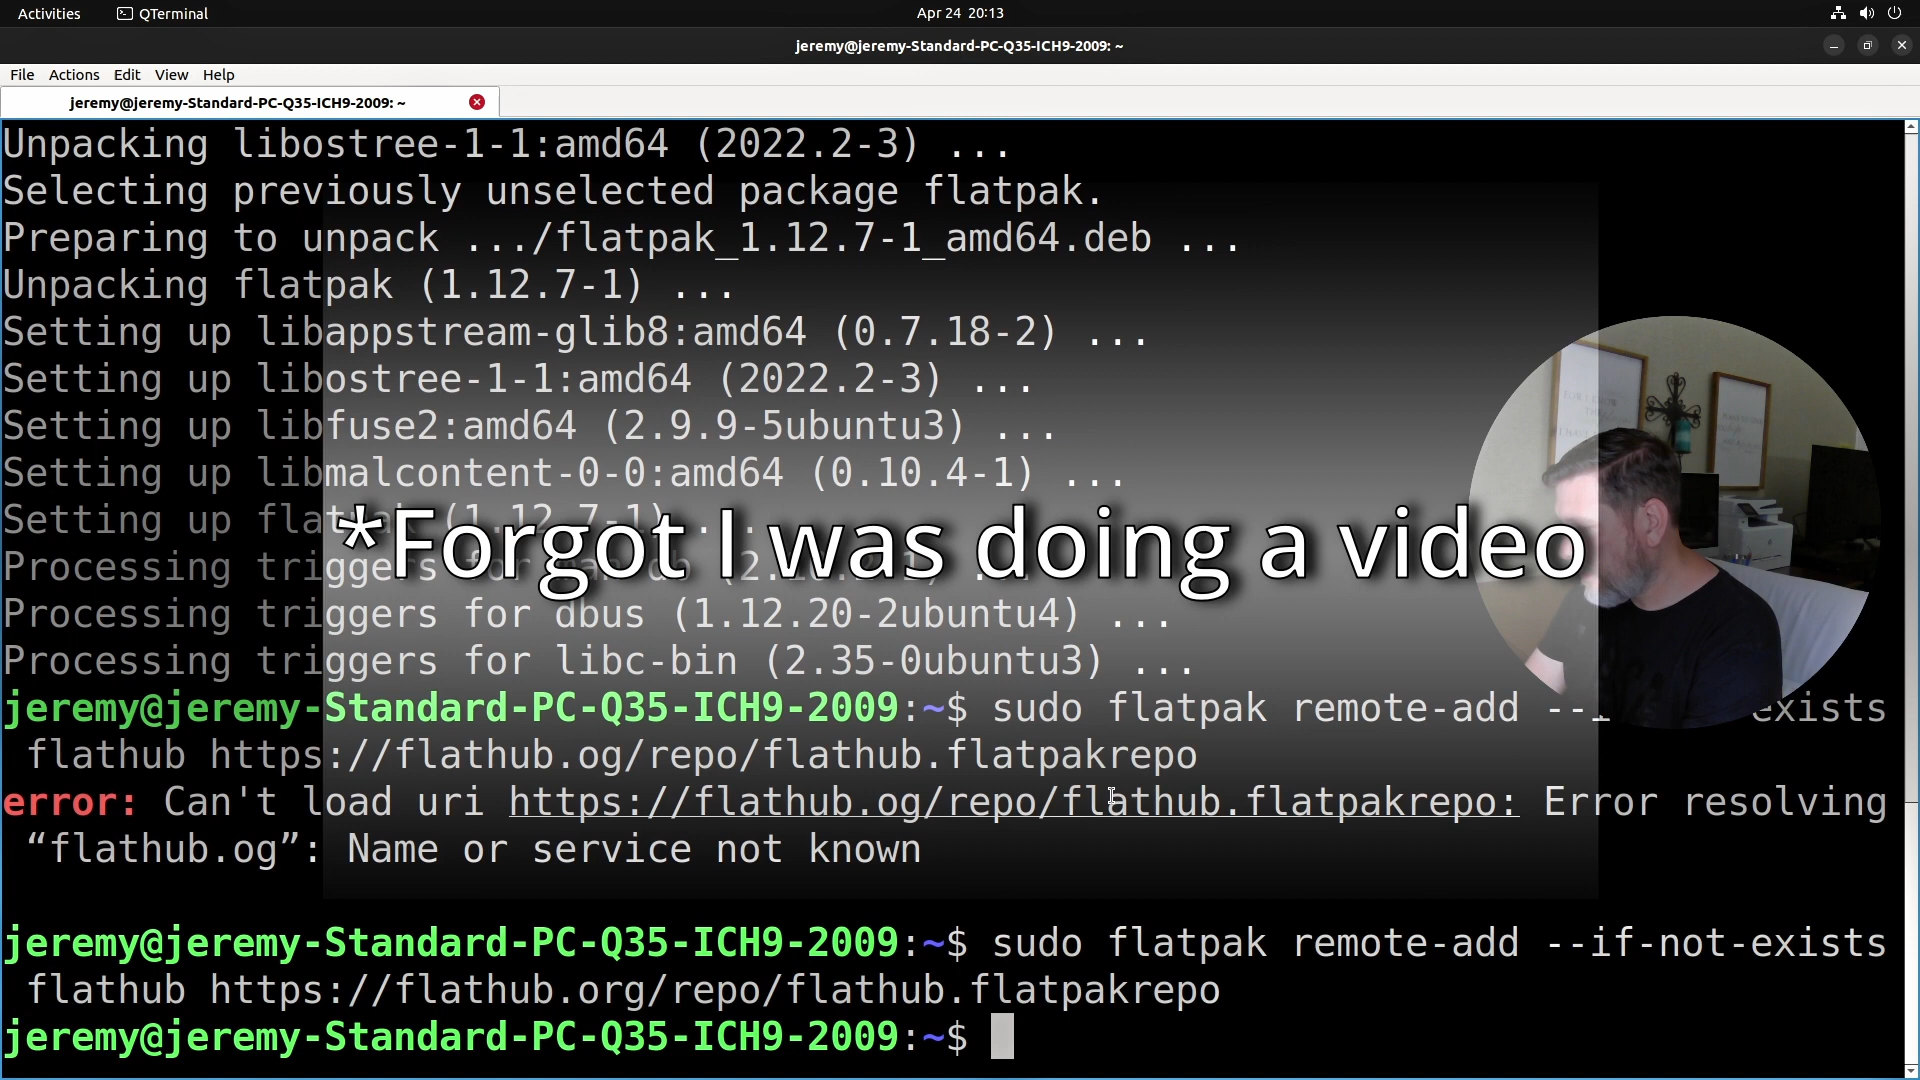 Activities QTerminal Apr 24 20:13
jeremy@jeremy-Standard-PC-Q35-ICH9-2009: ~
File Actions Edit View Help
jeremy@jeremy-Standard-PC-Q35-ICH9-2009: ~
Unpacking libostree-1-1:amd64 (2022.2-3) ...
Selecting previously unselected package flatpak.
Preparing to unpack .../flatpak_1.12.7-1_amd64.deb ...
Unpacking flatpak (1.12.7-1) ...
Setting up libappstream-glib8:amd64 (0.7.18-2) ...
Setting up libostree-1-1:amd64 (2022.2-3) ...
Setting up libfuse2:amd64 (2.9.9-5ubuntu3) ...
Setting up libmalcontent-0-0:amd64 (0.10.4-1) ...
Setting up flatpak (1.12.7-1) ...
*Forgot I was doing a video
Processing triggers for
Processing triggers for dbus (1.12.20-2ubuntu4) ...
Processing triggers for libc-bin (2.35-0ubuntu3) ...
jeremy@jeremy-Standard-PC-Q35-ICH9-2009:~$ sudo flatpak remote-add exists
flathub https://flathub.og/repo/flathub.flatpakrepo
error: Can't load uri https://flathub.og/repo/flathub.flatpakrepo: Error resolving
“flathub.og”: Name or service not known
jeremy@jeremy-Standard-PC-Q35-ICH9-2009:~$ sudo flatpak remote-add --if-not-exists
flathub https://flathub.org/repo/flathub.flatpakrepo
jeremy@jeremy-Standard-PC-Q35-ICH9-2009:~$